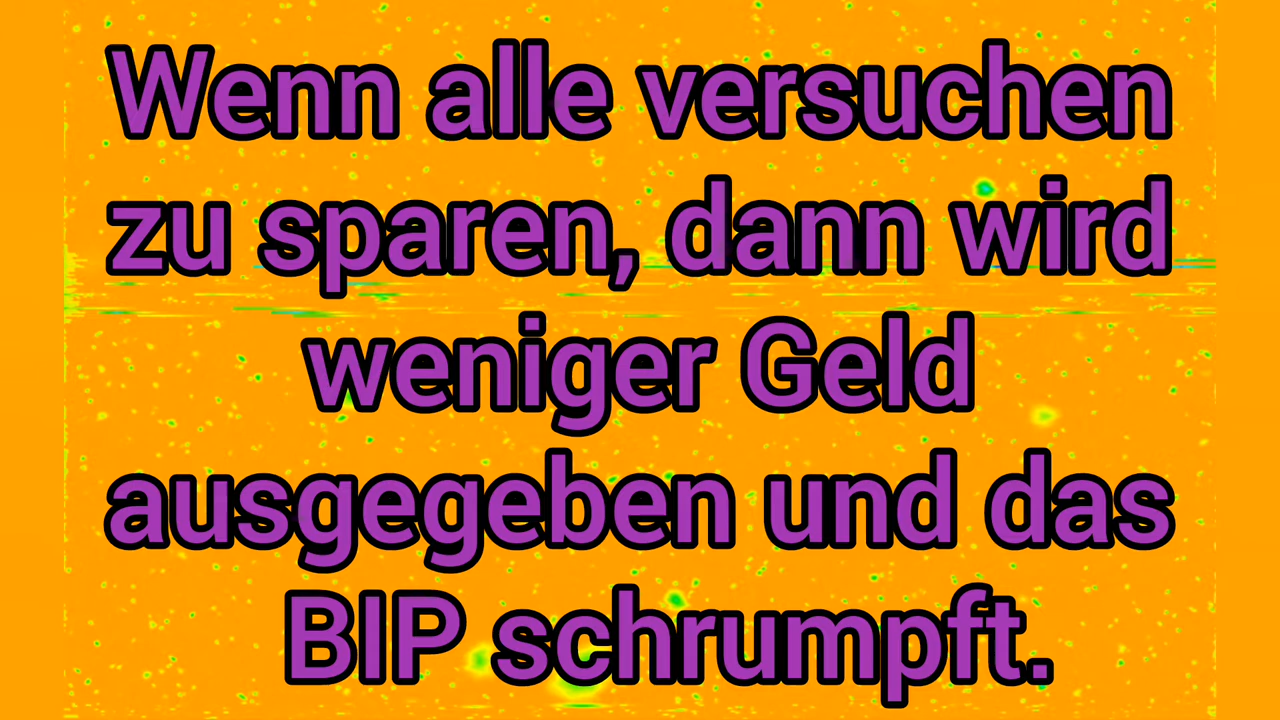 Wenn alle versuchen
zu sparen, dann wird
weniger Geld
ausgegeben und das
BIP schrumpft.